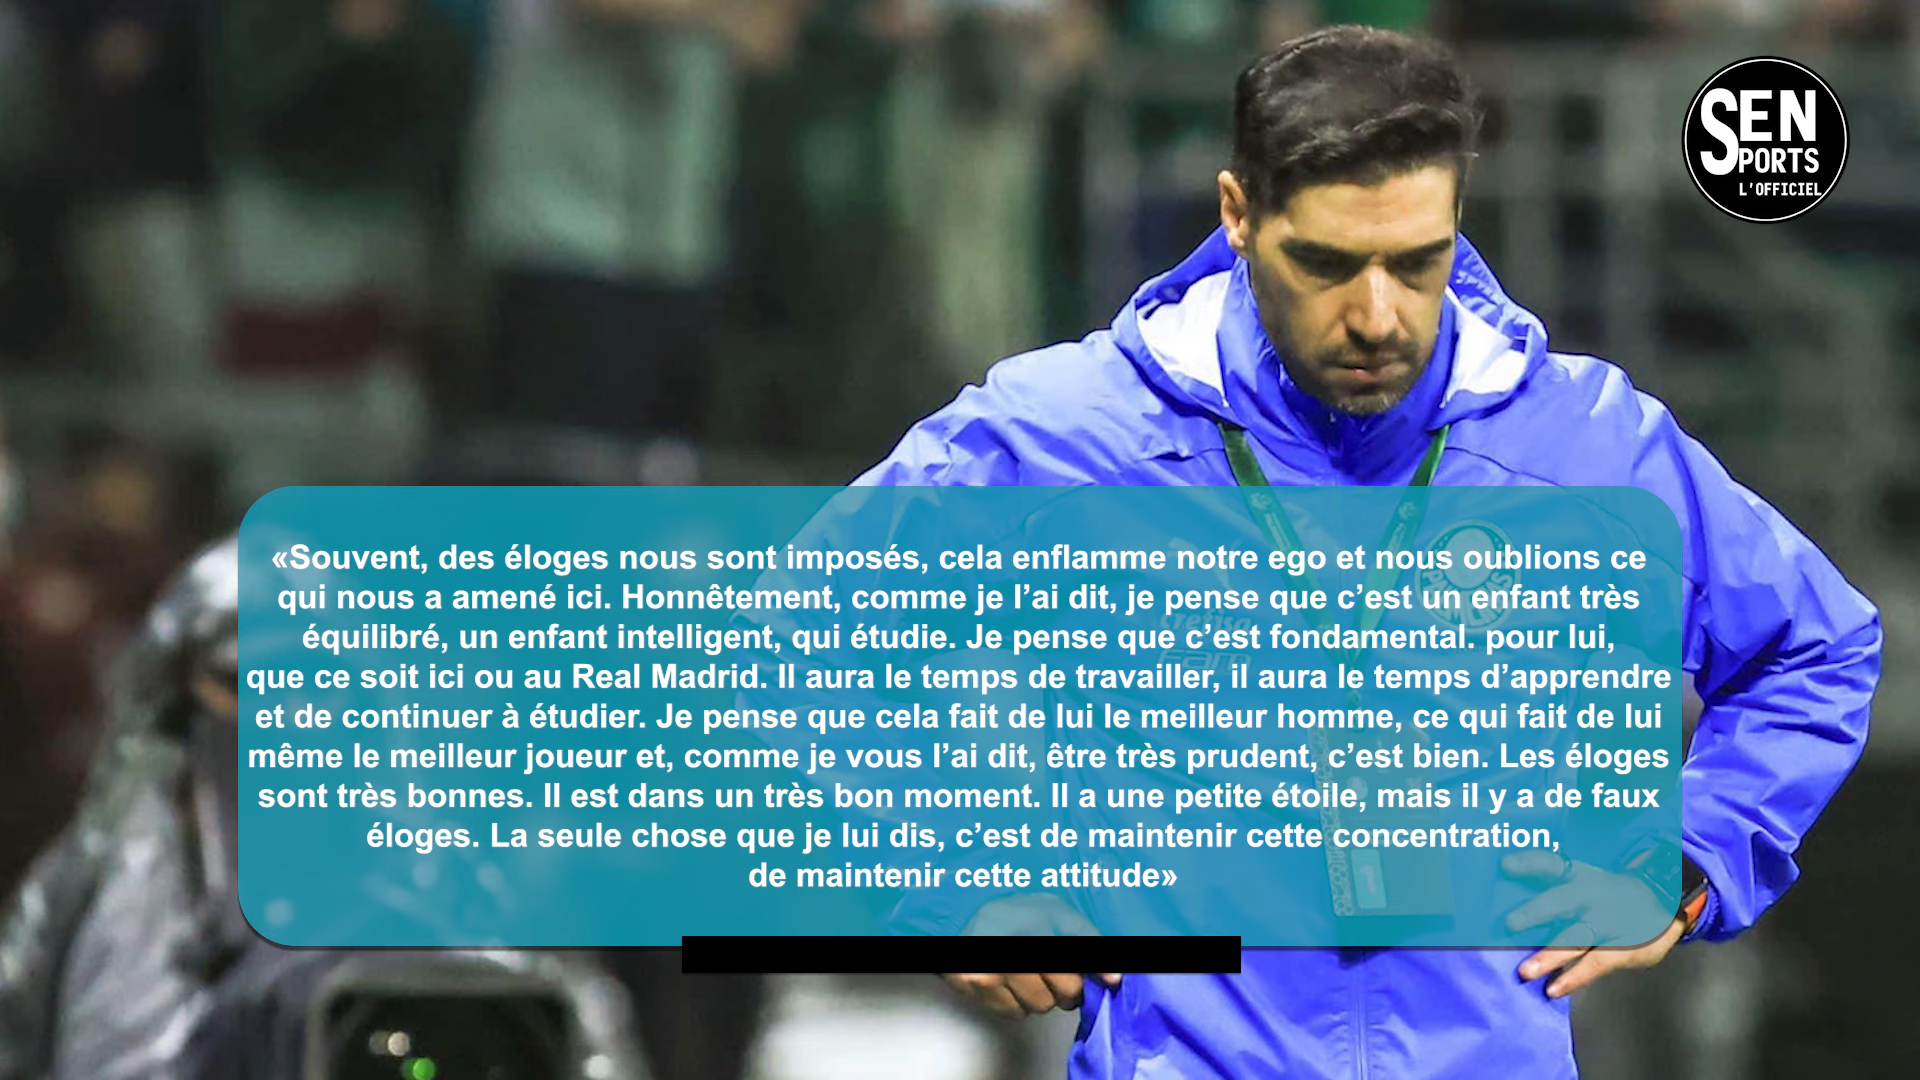 SEN
SPORTS
L'OFFICIEL
«Souvent, des éloges nous sont imposés, cela enflamme notre ego et nous oublions ce
qui nous a amené ici. Honnêtement, comme je l’ai dit, je pense que c’est un enfant très
équilibré, un enfant intelligent, qui étudie. Je pense que c’est fondamental. pour lui,
que ce soit ici ou au Real Madrid. Il aura le temps de travailler, il aura le temps d’apprendre
et de continuer à étudier. Je pense que cela fait de lui le meilleur homme, ce qui fait de lui
même le meilleur joueur et, comme je vous l’ai dit, être très prudent, c’est bien. Les éloges
sont très bonnes. Il est dans un très bon moment. Il a une petite étoile, mais il y a de faux
éloges. La seule chose que je lui dis, c’est de maintenir cette concentration,
de maintenir cette attitude»